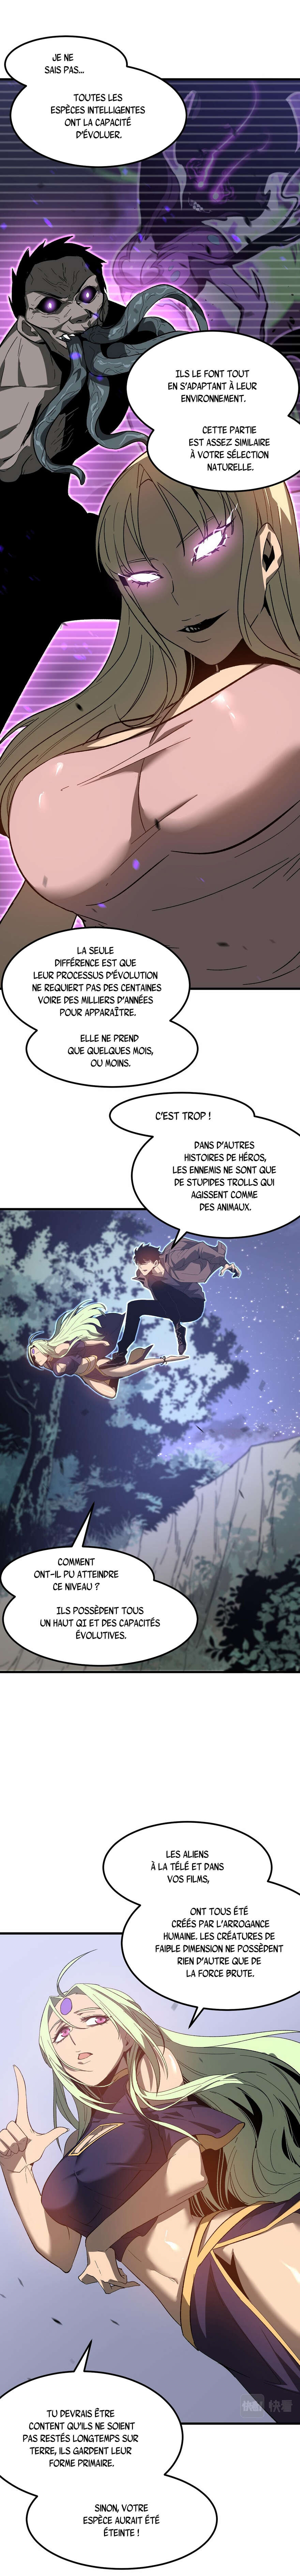 JE NE
SAIS PAS...
TOUTES LES
ESPÈCES INTELLIGENTES
ONT LA CAPACITÉ
D'ÉVOLUER.
ILS LE FONT TOUT
EN S'ADAPTANT À LEUR
ENVIRONNEMENT.
CETTE PARTIE
EST ASSEZ SIMILAIRE
À VOTRE SÉLECTION
NATURELLE.
LA SEULE
DIFFÉRENCE EST QUE
LEUR PROCESSUS D'ÉVOLUTION
NE REQUIERT PAS DES CENTAINES
VOIRE DES MILLIERS D'ANNÉES
POUR APPARAÎTRE.
ELLE NE PREND
QUE QUELQUES MOIS,
OU MOINS.
C'EST TROP !
DANS D'AUTRES
HISTOIRES DE HÉROS,
LES ENNEMIS NE SONT QUE
DE STUPIDES TROLLS QUI
AGISSENT COMME
DES ANIMAUX.
COMMENT
ONT-IL PU ATTEINDRE
CE NIVEAU ?
ILS POSSÈDENT TOUS
UN HAUT QI ET DES CAPACITÉS
ÉVOLUTIVES.
LES ALIENS
À LA TÉLÉ ET DANS
VOS FILMS,
ONT TOUS ÉTÉ
CRÉÉS PAR L'ARROGANCE
HUMAINE. LES CRÉATURES DE
FAIBLE DIMENSION NE POSSÈDENT
RIEN D'AUTRE QUE DE
LA FORCE BRUTE.
快看
TU DEVRAIS ÊTRE
CONTENT QU'ILS NE SOIENT
PAS RESTÉS LONGTEMPS SUR
TERRE, ILS GARDENT LEUR
FORME PRIMAIRE.
SINON, VOTRE
ESPÈCE AURAIT ÉTÉ
ÉTEINTE !